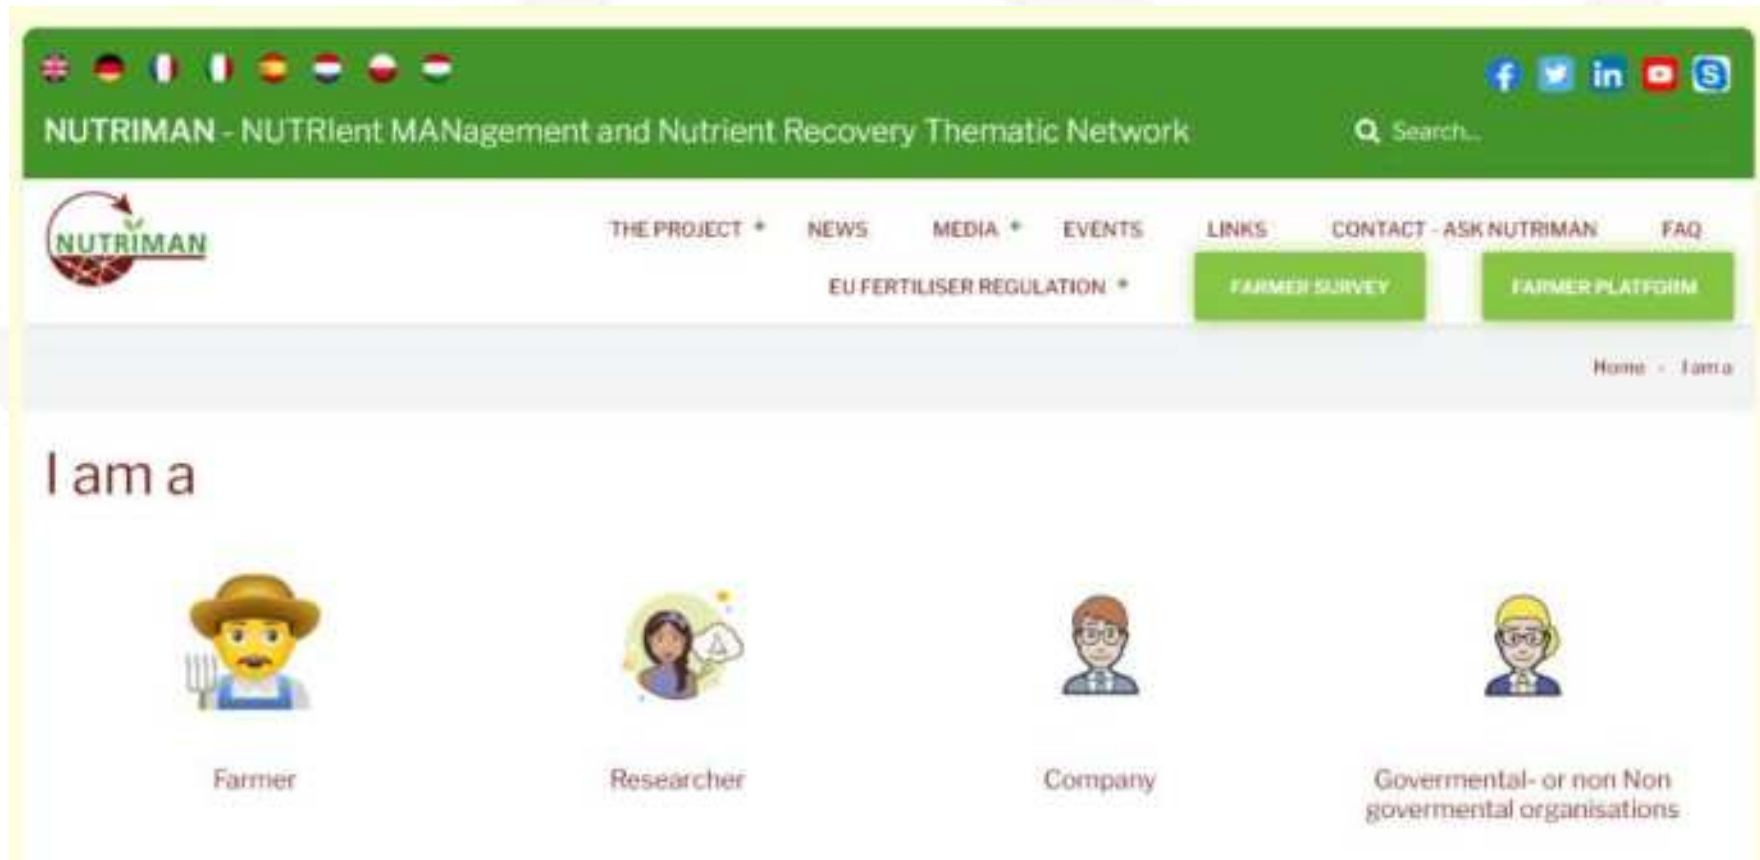 NUTRIMAN - NUTRIent MANagement and Nutrient Recovery Thematic Network
Search...
NUTRIMAN
THE PROJECT + NEWS MEDIA + EVENTS LINKS CONTACT - ASK NUTRIMAN FAQ
EU FERTILISER REGULATION + FARMER SURVEY FARMER PLATFORM
Home - I am a
I am a
Farmer
Researcher
Company
Govermental- or non Non
govermental organisations